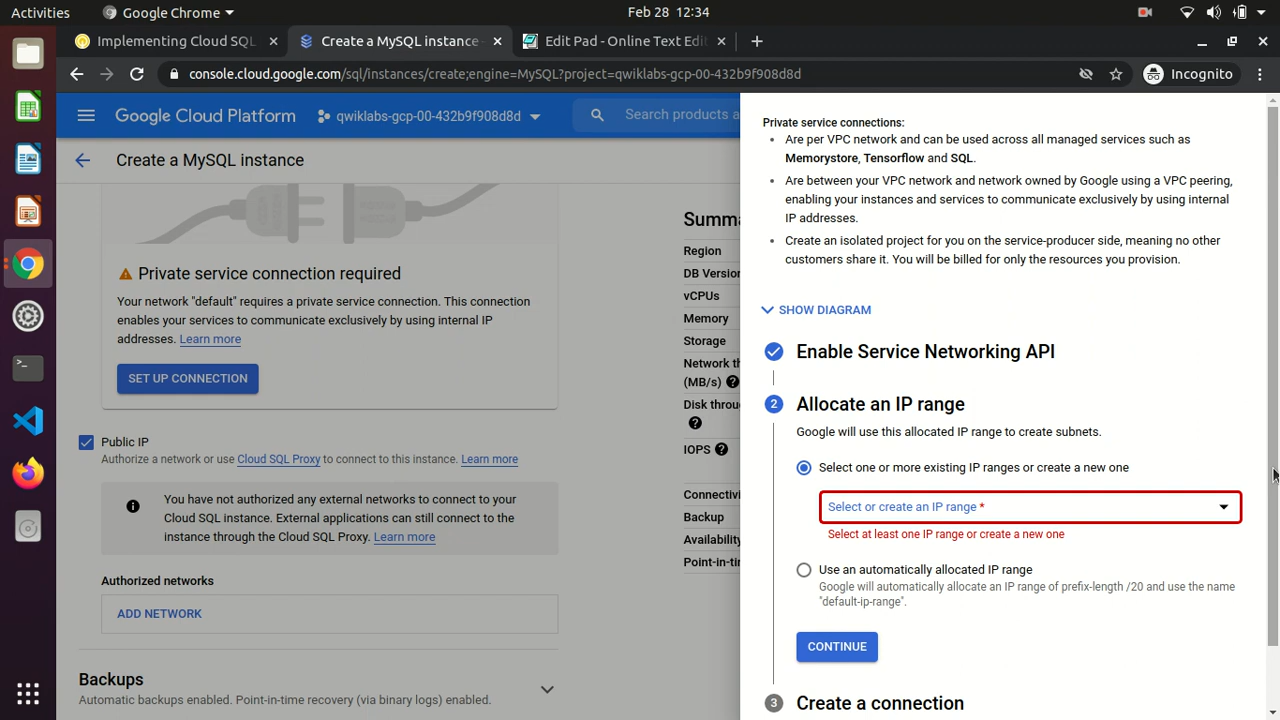 Activities
Google Chrome
Feb 28 12:34
Implementing Cloud SQL
Create a MySQL instance
Edit Pad - Online Text Edit
console.cloud.google.com/sql/instances/create;engine=MySQL?project=qwiklabs-gcp-00-432b9f908d8d
Incognito
Google Cloud Platform
qwiklabs-gcp-00-432b9f908d8d
Search products a
Create a MySQL instance
Private service connection required
Your network "default" requires a private service connection. This connection
enables your services to communicate exclusively by using internal IP
addresses. Learn more
SET UP CONNECTION
Public IP
Authorize a network or use Cloud SQL Proxy to connect to this instance. Learn more
You have not authorized any external networks to connect to your
Cloud SQL instance. External applications can still connect to the
instance through the Cloud SQL Proxy. Learn more
Authorized networks
ADD NETWORK
Backups
Automatic backups enabled. Point-in-time recovery (via binary logs) enabled.
Summa
Region
DB Version
vCPUs
Memory
Storage
Network th
(MB/s)
Disk throu
IOPS
Connectivi
Backup
Availability
Point-in-ti
Private service connections:
Are per VPC network and can be used across all managed services such as
Memorystore, Tensorflow and SQL.
Are between your VPC network and network owned by Google using a VPC peering,
enabling your instances and services to communicate exclusively by using internal
IP addresses.
Create an isolated project for you on the service-producer side, meaning no other
customers share it. You will be billed for only the resources you provision.
SHOW DIAGRAM
Enable Service Networking API
2 Allocate an IP range
Google will use this allocated IP range to create subnets.
Select one or more existing IP ranges or create a new one
Select or create an IP range *
Select at least one IP range or create a new one
Use an automatically allocated IP range
Google will automatically allocate an IP range of prefix-length /20 and use the name
"default-ip-range".
CONTINUE
3 Create a connection